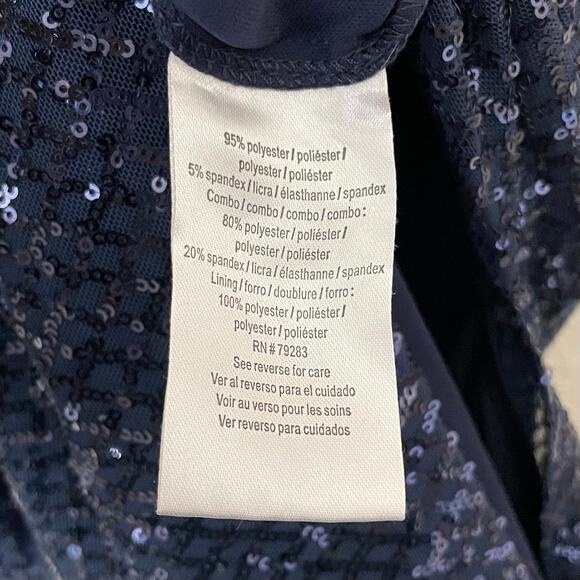 95% polyester / poliéster /
polyester / poliéster
5% spandex / licra / élasthanne / spandex
Combo / combo / combo / combo :
80% polyester / poliéster /
polyester / poliéster
20% spandex / licra / élasthanne / spandex
Lining / forro / doublure / forro :
100% polyester / poliéster /
polyester / poliéster
RN # 79283
See reverse for care
Ver al reverso para el cuidado
Voir au verso pour les soins
Ver reverso para cuidados